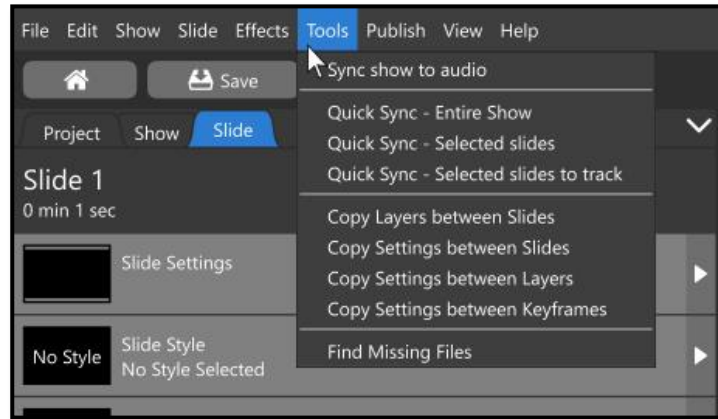 File Edit Show Slide Effects Tools Publish View Help
Save
Sync show to audio
Quick Sync - Entire Show
Quick Sync - Selected slides
Quick Sync - Selected slides to track
Copy Layers between Slides
Copy Settings between Slides
Copy Settings between Layers
Copy Settings between Keyframes
Find Missing Files
Project Show Slide
Slide 1
0 min 1 sec
Slide Settings
No Style
Slide Style
No Style Selected